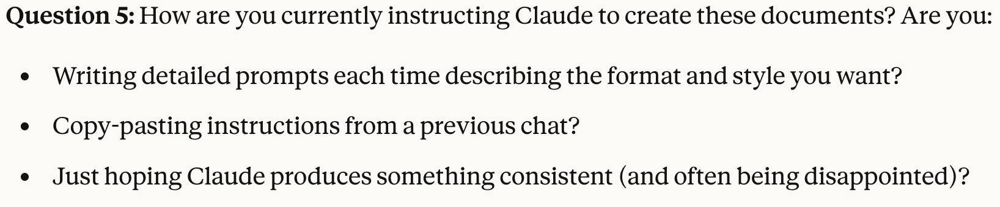 Question 5: How are you currently instructing Claude to create these documents? Are you:
• Writing detailed prompts each time describing the format and style you want?
• Copy-pasting instructions from a previous chat?
• Just hoping Claude produces something consistent (and often being disappointed)?